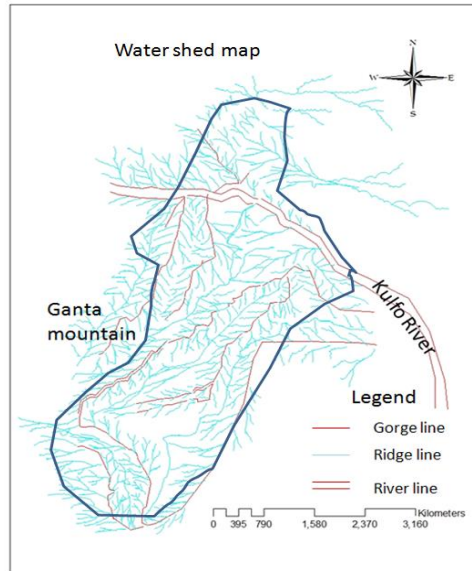 Water shed map
N
W E
S
Ganta
mountain
Kulfo River
Legend
Gorge line
Ridge line
River line
Kilometers
0 395 790 1,580 2,370 3,160